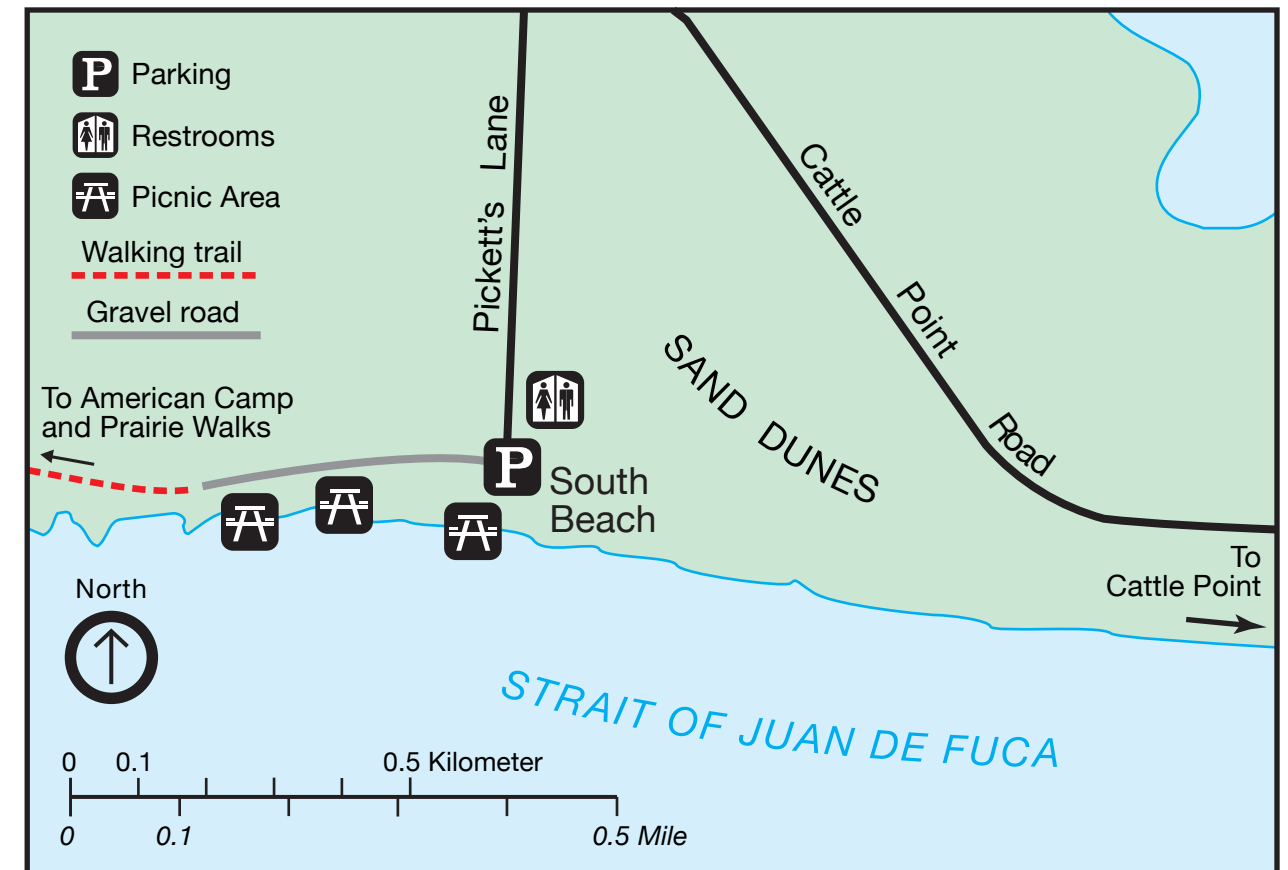 P Parking
Restrooms
Picnic Area
Walking trail
Gravel road
To American Camp
and Prairie Walks
Pickett's Lane
Cattle Point Road
SAND DUNES
P
South
Beach
To
Cattle Point
North
STRAIT OF JUAN DE FUCA
0 0.1 0.5 Kilometer
0 0.1 0.5 Mile